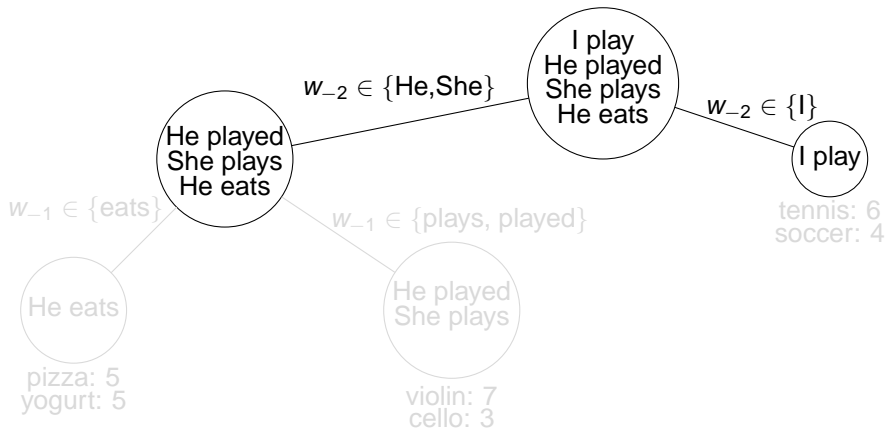 I play
He played
She plays
He eats
w₋₂ ∈ {He,She}
w₋₂ ∈ {I}
He played
She plays
He eats
I play
tennis: 6
soccer: 4
w₋₁ ∈ {eats}
w₋₁ ∈ {plays, played}
He eats
He played
She plays
pizza: 5
yogurt: 5
violin: 7
cello: 3